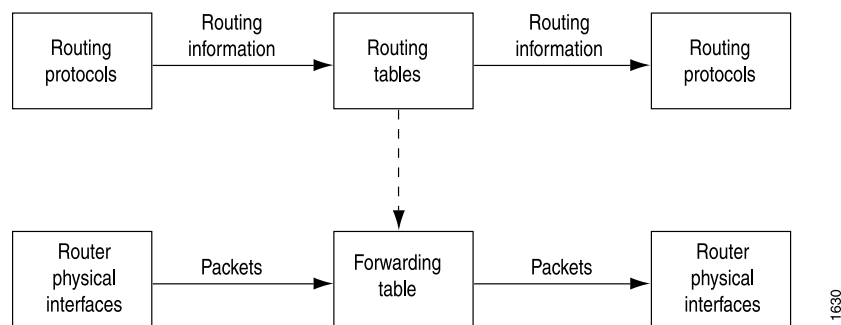 Routing
protocols
Routing
information
Routing
tables
Routing
information
Routing
protocols
Router
physical
interfaces
Packets
Forwarding
table
Packets
Router
physical
interfaces
1630